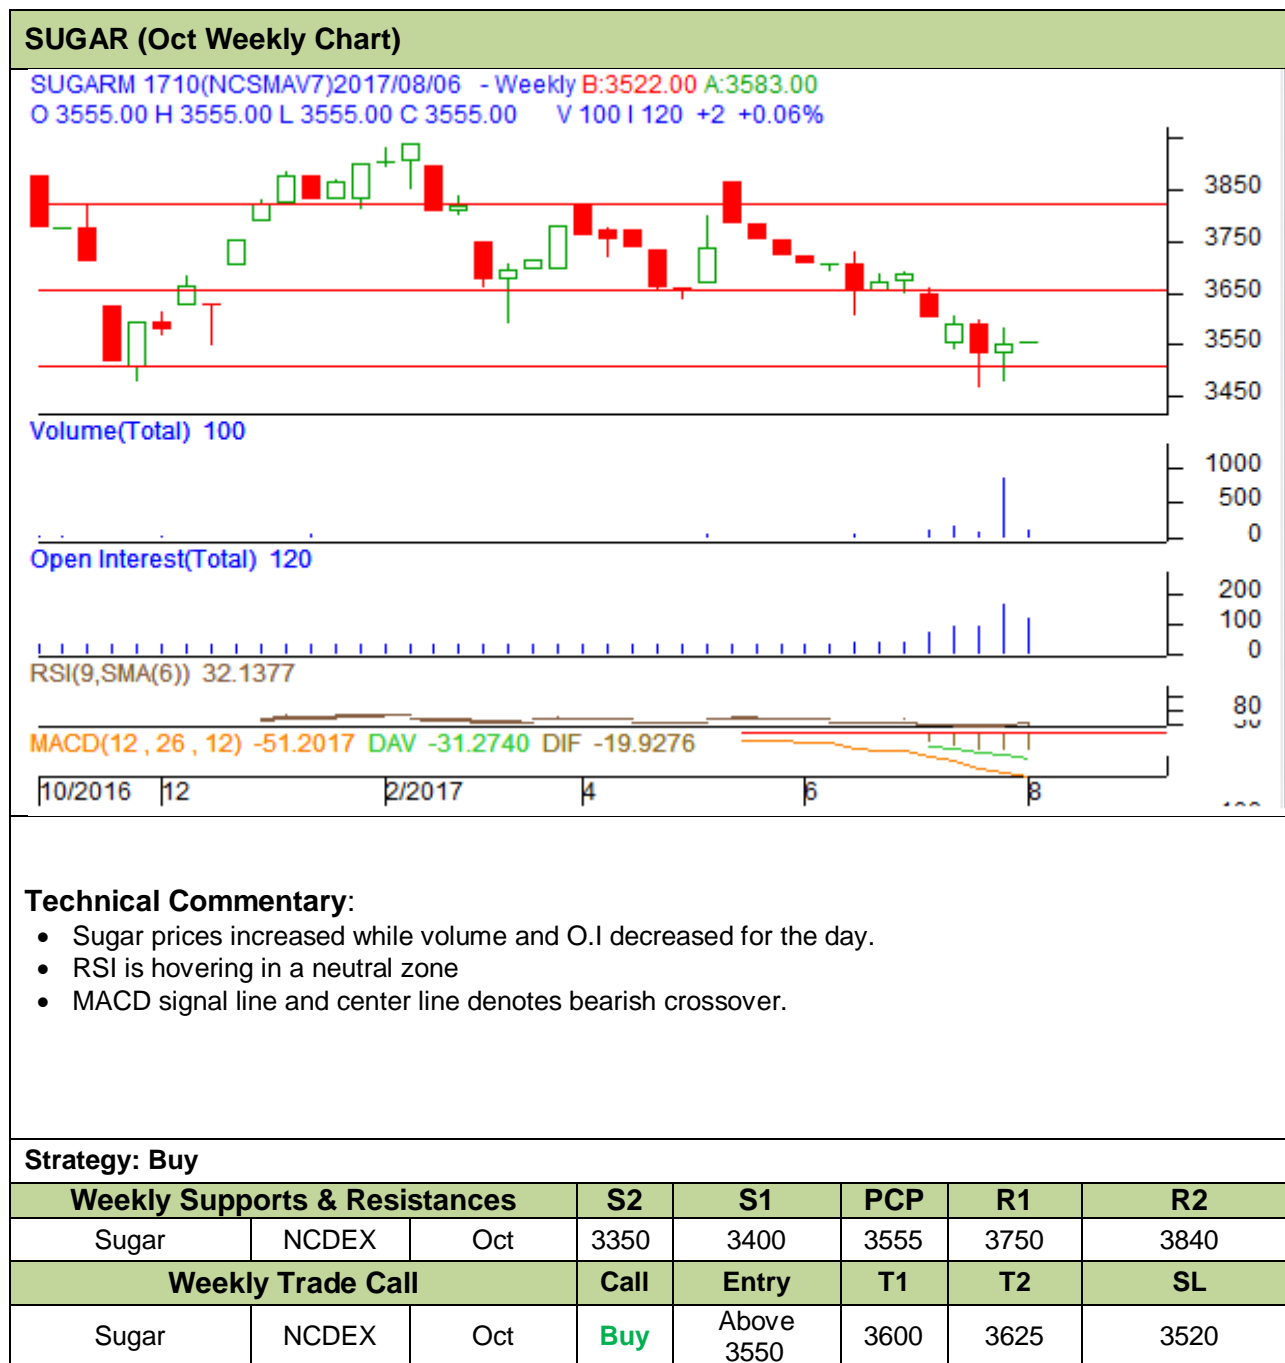 SUGAR (Oct Weekly Chart)
SUGARM 1710(NCSMAV7)2017/08/06 - Weekly B:3522.00 A:3583.00
O 3555.00 H 3555.00 L 3555.00 C 3555.00 V 100 I 120 +2 +0.06%
3850
3750
3650
3550
3450
Volume(Total) 100
1000
500
0
Open Interest(Total) 120
200
100
0
RSI(9,SMA(6)) 32.1377
80
MACD(12 , 26 , 12) -51.2017 DAV -31.2740 DIF -19.9276
10/2016 12 2/2017 4 6 8
Technical Commentary:
• Sugar prices increased while volume and O.I decreased for the day.
• RSI is hovering in a neutral zone
• MACD signal line and center line denotes bearish crossover.
Strategy: Buy
Weekly Supports & Resistances S2 S1 PCP R1 R2
Sugar NCDEX Oct 3350 3400 3555 3750 3840
Weekly Trade Call Call Entry T1 T2 SL
Sugar NCDEX Oct Buy Above 3550 3600 3625 3520